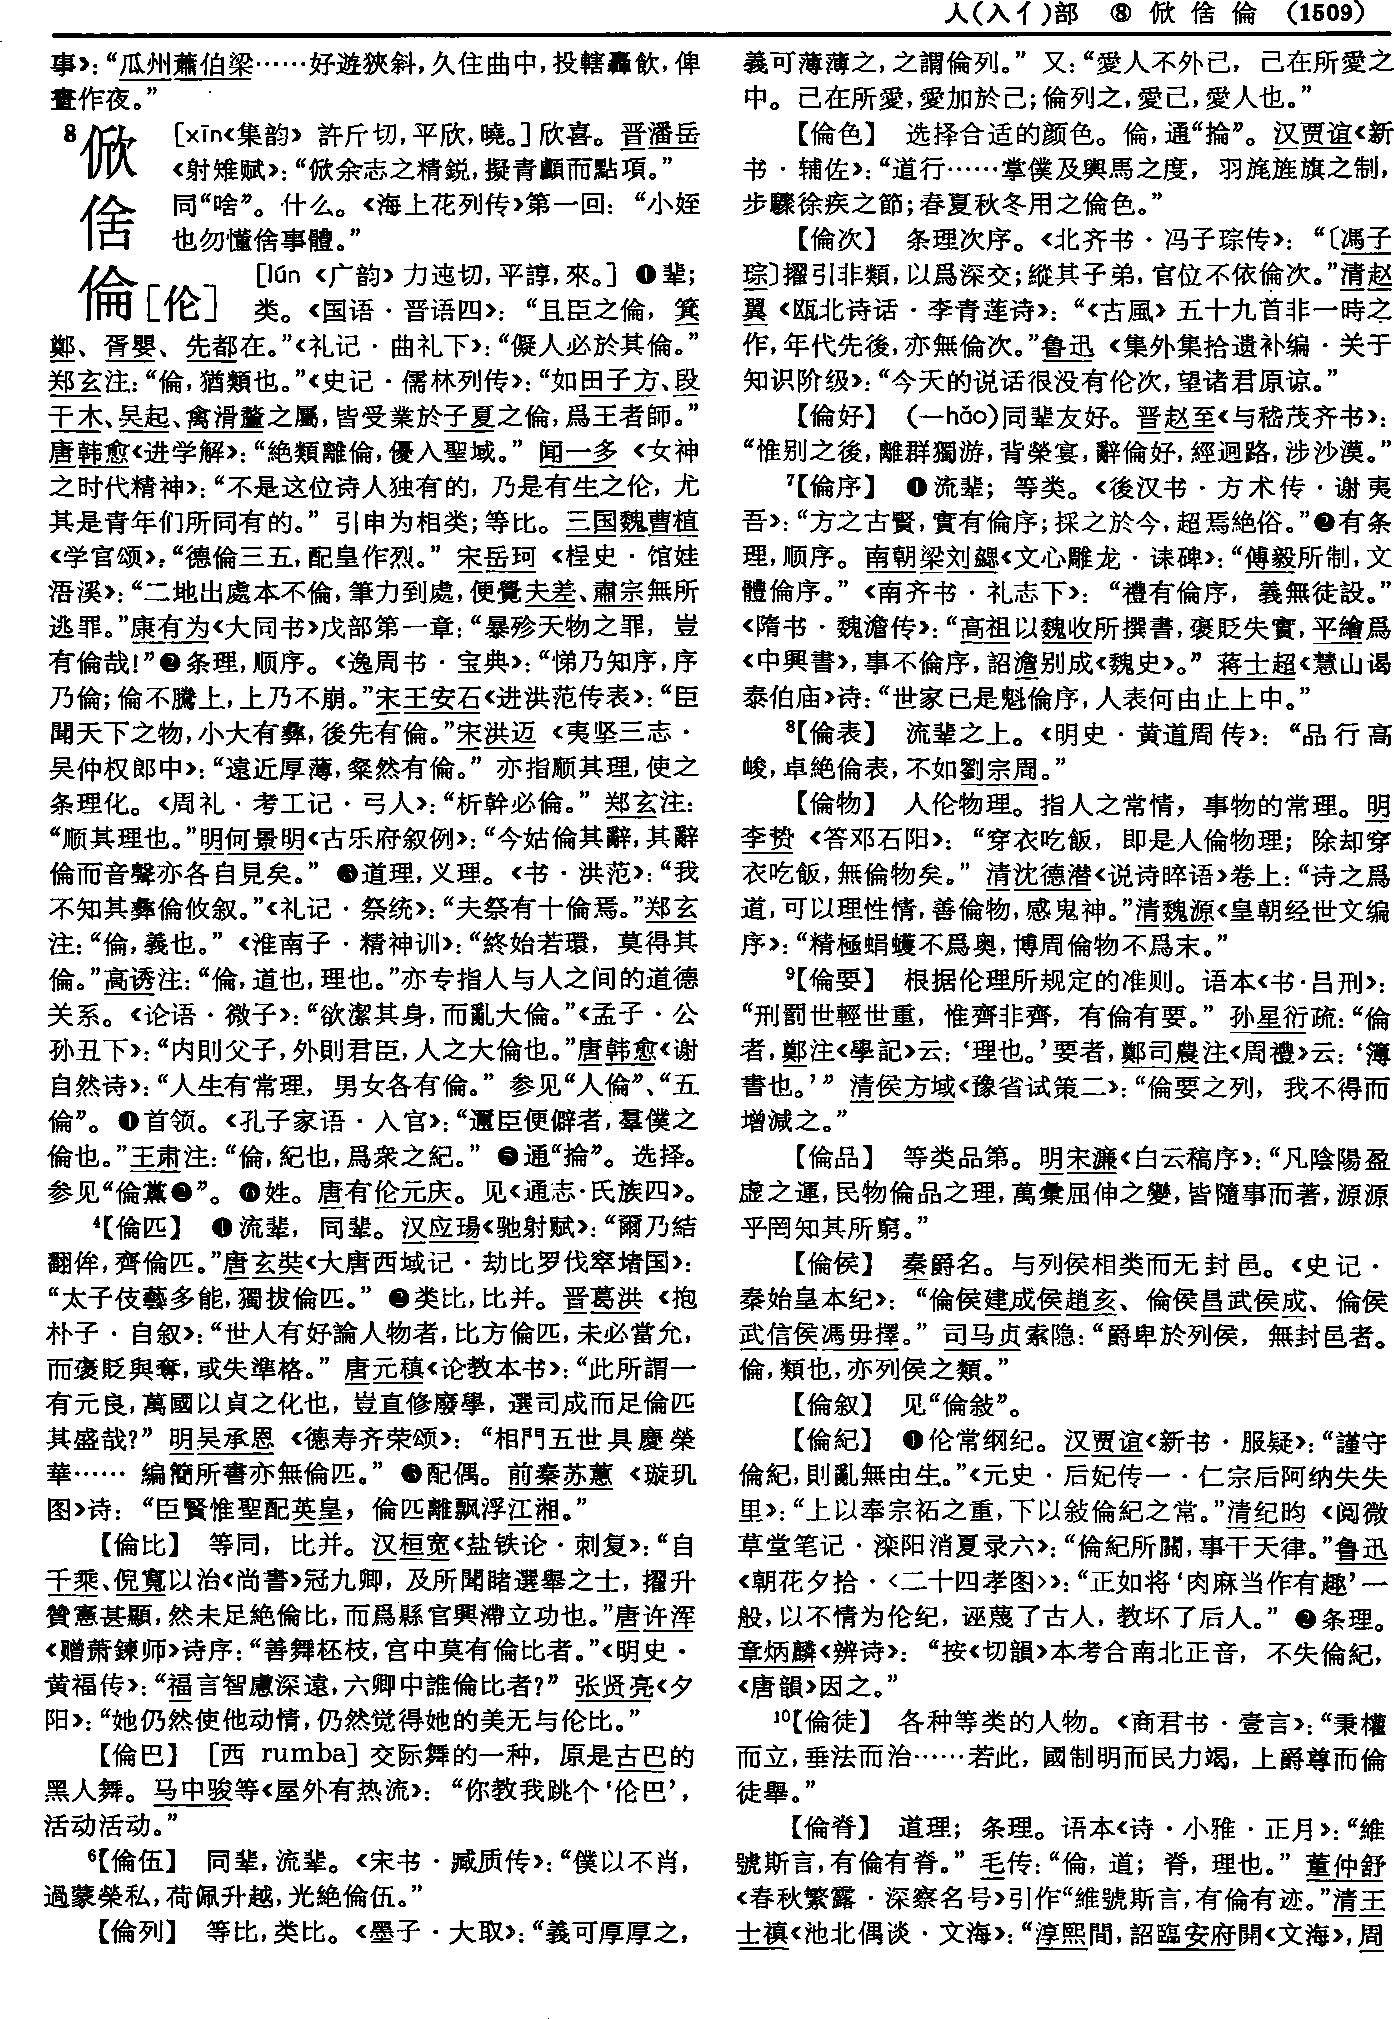 人(入亻)部 ⑧ 俽倽倫 (1509)
事》：“瓜州蕭伯梁……好遊狹斜，久住曲中，投轄轟飲，俾
晝作夜。”
8俽 [xīn《集韵》許斤切，平欣，曉。]欣喜。晋潘岳
《射雉赋》：“俽余志之精鋭，擬青顱而點項。”
倽 同“啥”。什么。《海上花列传》第一回：“小姪
也勿懂倽事體。”
倫[伦] [lún《广韵》力迍切，平諄，來。]❶辈；
类。《国语·晋语四》：“且臣之倫，箕
鄭、胥嬰、先都在。”《礼记·曲礼下》：“儗人必於其倫。”
郑玄注：“倫，猶類也。”《史记·儒林列传》：“如田子方、段
干木、吴起、禽滑釐之屬，皆受業於子夏之倫，爲王者師。”
唐韩愈《进学解》：“絶類離倫，優入聖域。”闻一多《女神
之时代精神》：“不是这位诗人独有的，乃是有生之伦，尤
其是青年们所同有的。”引申为相类；等比。三国魏曹植
《学官颂》：“德倫三五，配皇作烈。”宋岳珂《桯史·馆娃
浯溪》：“二地出處本不倫，筆力到處，便覺夫差、肅宗無所
逃罪。”康有为《大同书》戊部第一章：“暴殄天物之罪，豈
有倫哉！”❷条理，顺序。《逸周书·宝典》：“悌乃知序，序
乃倫；倫不騰上，上乃不崩。”宋王安石《进洪范传表》：“臣
聞天下之物，小大有彝，後先有倫。”宋洪迈《夷坚三志·
吴仲权郎中》：“遠近厚薄，粲然有倫。”亦指顺其理，使之
条理化。《周礼·考工记·弓人》：“析幹必倫。”郑玄注：
“顺其理也。”明何景明《古乐府叙例》：“今姑倫其辭，其辭
倫而音聲亦各自見矣。”❸道理，义理。《书·洪范》：“我
不知其彝倫攸叙。”《礼记·祭统》：“夫祭有十倫焉。”郑玄
注：“倫，義也。”《淮南子·精神训》：“終始若環，莫得其
倫。”高诱注：“倫，道也，理也。”亦专指人与人之间的道德
关系。《论语·微子》：“欲潔其身，而亂大倫。”《孟子·公
孙丑下》：“内則父子，外則君臣，人之大倫也。”唐韩愈《谢
自然诗》：“人生有常理，男女各有倫。”参见“人倫”、“五
倫”。❹首领。《孔子家语·入官》：“邇臣便僻者，羣僕之
倫也。”王肃注：“倫，紀也，爲衆之紀。”❺通“掄”。选择。
参见“倫黨❷”。❻姓。唐有伦元庆。见《通志·氏族四》。
4【倫匹】 ❶流辈，同辈。汉应瑒《驰射赋》：“爾乃結
翻侔，齊倫匹。”唐玄奘《大唐西域记·劫比罗伐窣堵国》：
“太子伎藝多能，獨拔倫匹。”❷类比，比并。晋葛洪《抱
朴子·自叙》：“世人有好論人物者，比方倫匹，未必當允，
而褒貶與奪，或失準格。”唐元稹《论教本书》：“此所謂一
有元良，萬國以貞之化也，豈直修廢學，選司成而足倫匹
其盛哉？”明吴承恩《德寿齐荣颂》：“相門五世具慶榮
華……編簡所書亦無倫匹。”❸配偶。前秦苏蕙《璇玑
图》诗：“臣賢惟聖配英皇，倫匹離飄浮江湘。”
【倫比】 等同，比并。汉桓宽《盐铁论·刺复》：“自
千乘、倪寬以治《尚書》冠九卿，及所聞睹選舉之士，擢升
贊憲甚顯，然未足絶倫比，而爲縣官興滯立功也。”唐许浑
《赠萧鍊师》诗序：“善舞柸枝，宫中莫有倫比者。”《明史·
黄福传》：“福言智慮深遠，六卿中誰倫比者？”张贤亮《夕
阳》：“她仍然使他动情，仍然觉得她的美无与伦比。”
【倫巴】 [西 rumba]交际舞的一种，原是古巴的
黑人舞。马中骏等《屋外有热流》：“你教我跳个‘伦巴’，
活动活动。”
6【倫伍】 同辈，流辈。《宋书·臧质传》：“僕以不肖，
過蒙榮私，荷佩升越，光絶倫伍。”
【倫列】 等比，类比。《墨子·大取》：“義可厚厚之，
義可薄薄之，之謂倫列。”又：“愛人不外己，己在所愛之
中。己在所愛，愛加於己；倫列之，愛己，愛人也。”
【倫色】 选择合适的颜色。倫，通“掄”。汉贾谊《新
书·辅佐》：“道行……掌僕及輿馬之度，羽旄旌旗之制，
步驟徐疾之節；春夏秋冬用之倫色。”
【倫次】 条理次序。《北齐书·冯子琮传》：“〔馮子
琮〕擢引非類，以爲深交；縱其子弟，官位不依倫次。”清赵
翼《瓯北诗话·李青莲诗》：“《古風》五十九首非一時之
作，年代先後，亦無倫次。”鲁迅《集外集拾遗补编·关于
知识阶级》：“今天的说话很没有伦次，望诸君原谅。”
【倫好】 (—hǎo)同辈友好。晋赵至《与嵇茂齐书》：
“惟别之後，離群獨游，背榮宴，辭倫好，經迥路，涉沙漠。”
7【倫序】 ❶流辈；等类。《後汉书·方术传·谢夷
吾》：“方之古賢，實有倫序；採之於今，超焉絶俗。”❷有条
理，顺序。南朝梁刘勰《文心雕龙·诔碑》：“傅毅所制，文
體倫序。”《南齐书·礼志下》：“禮有倫序，義無徒設。”
《隋书·魏澹传》：“高祖以魏收所撰書，褒貶失實，平繪爲
《中興書》，事不倫序，詔澹别成《魏史》。”蒋士超《慧山谒
泰伯庙》诗：“世家已是魁倫序，人表何由止上中。”
8【倫表】 流辈之上。《明史·黄道周传》：“品行高
峻，卓絶倫表，不如劉宗周。”
【倫物】 人伦物理。指人之常情，事物的常理。明
李贽《答邓石阳》：“穿衣吃飯，即是人倫物理；除却穿
衣吃飯，無倫物矣。”清沈德潜《说诗晬语》卷上：“诗之爲
道，可以理性情，善倫物，感鬼神。”清魏源《皇朝经世文编
序》：“精極蜎蠖不爲奥，博周倫物不爲末。”
9【倫要】 根据伦理所规定的准则。语本《书·吕刑》：
“刑罰世輕世重，惟齊非齊，有倫有要。”孙星衍疏：“倫
者，鄭注《學記》云：‘理也。’要者，鄭司農注《周禮》云：‘簿
書也。’”清侯方域《豫省试第二》：“倫要之列，我不得而
增減之。”
【倫品】 等类品第。明宋濂《白云稿序》：“凡陰陽盈
虚之運，民物倫品之理，萬彙屈伸之變，皆隨事而著，源源
乎罔知其所窮。”
【倫侯】 秦爵名。与列侯相类而无封邑。《史记·
秦始皇本纪》：“倫侯建成侯趙亥、倫侯昌武侯成、倫侯
武信侯馮毋擇。”司马贞索隐：“爵卑於列侯，無封邑者。
倫，類也，亦列侯之類。”
【倫叙】 见“倫敍”。
【倫紀】 ❶伦常纲纪。汉贾谊《新书·服疑》：“謹守
倫紀，則亂無由生。”《元史·后妃传一·仁宗后阿纳失失
里》：“上以奉宗祏之重，下以敍倫紀之常。”清纪昀《阅微
草堂笔记·滦阳消夏录六》：“倫紀所關，事干天律。”鲁迅
《朝花夕拾·〈二十四孝图〉》：“正如将‘肉麻当作有趣’一
般，以不情为伦纪，诬蔑了古人，教坏了后人。”❷条理。
章炳麟《辨诗》：“按《切韻》本考合南北正音，不失倫紀，
《唐韻》因之。”
10【倫徒】 各种等类的人物。《商君书·壹言》：“秉權
而立，垂法而治……若此，國制明而民力竭，上爵尊而倫
徒舉。”
【倫脊】 道理；条理。语本《诗·小雅·正月》：“維
號斯言，有倫有脊。”毛传：“倫，道；脊，理也。”董仲舒
《春秋繁露·深察名号》引作“維號斯言，有倫有迹。”清王
士禛《池北偶谈·文海》：“淳熙間，詔臨安府開《文海》，周